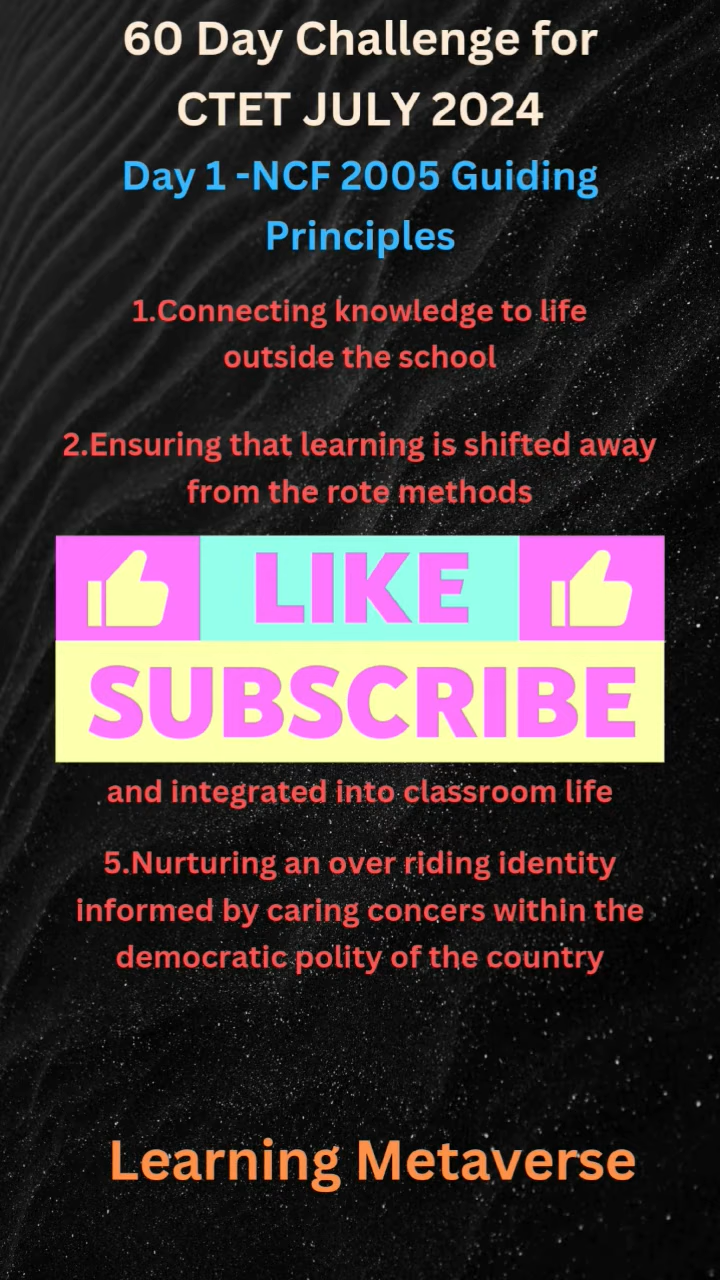 60 Day Challenge for
CTET JULY 2024
Day 1 -NCF 2005 Guiding
Principles
1.Connecting knowledge to life
outside the school
2.Ensuring that learning is shifted away
from the rote methods
LIKE
SUBSCRIBE
and integrated into classroom life
5.Nurturing an over riding identity
informed by caring concers within the
democratic polity of the country
Learning Metaverse